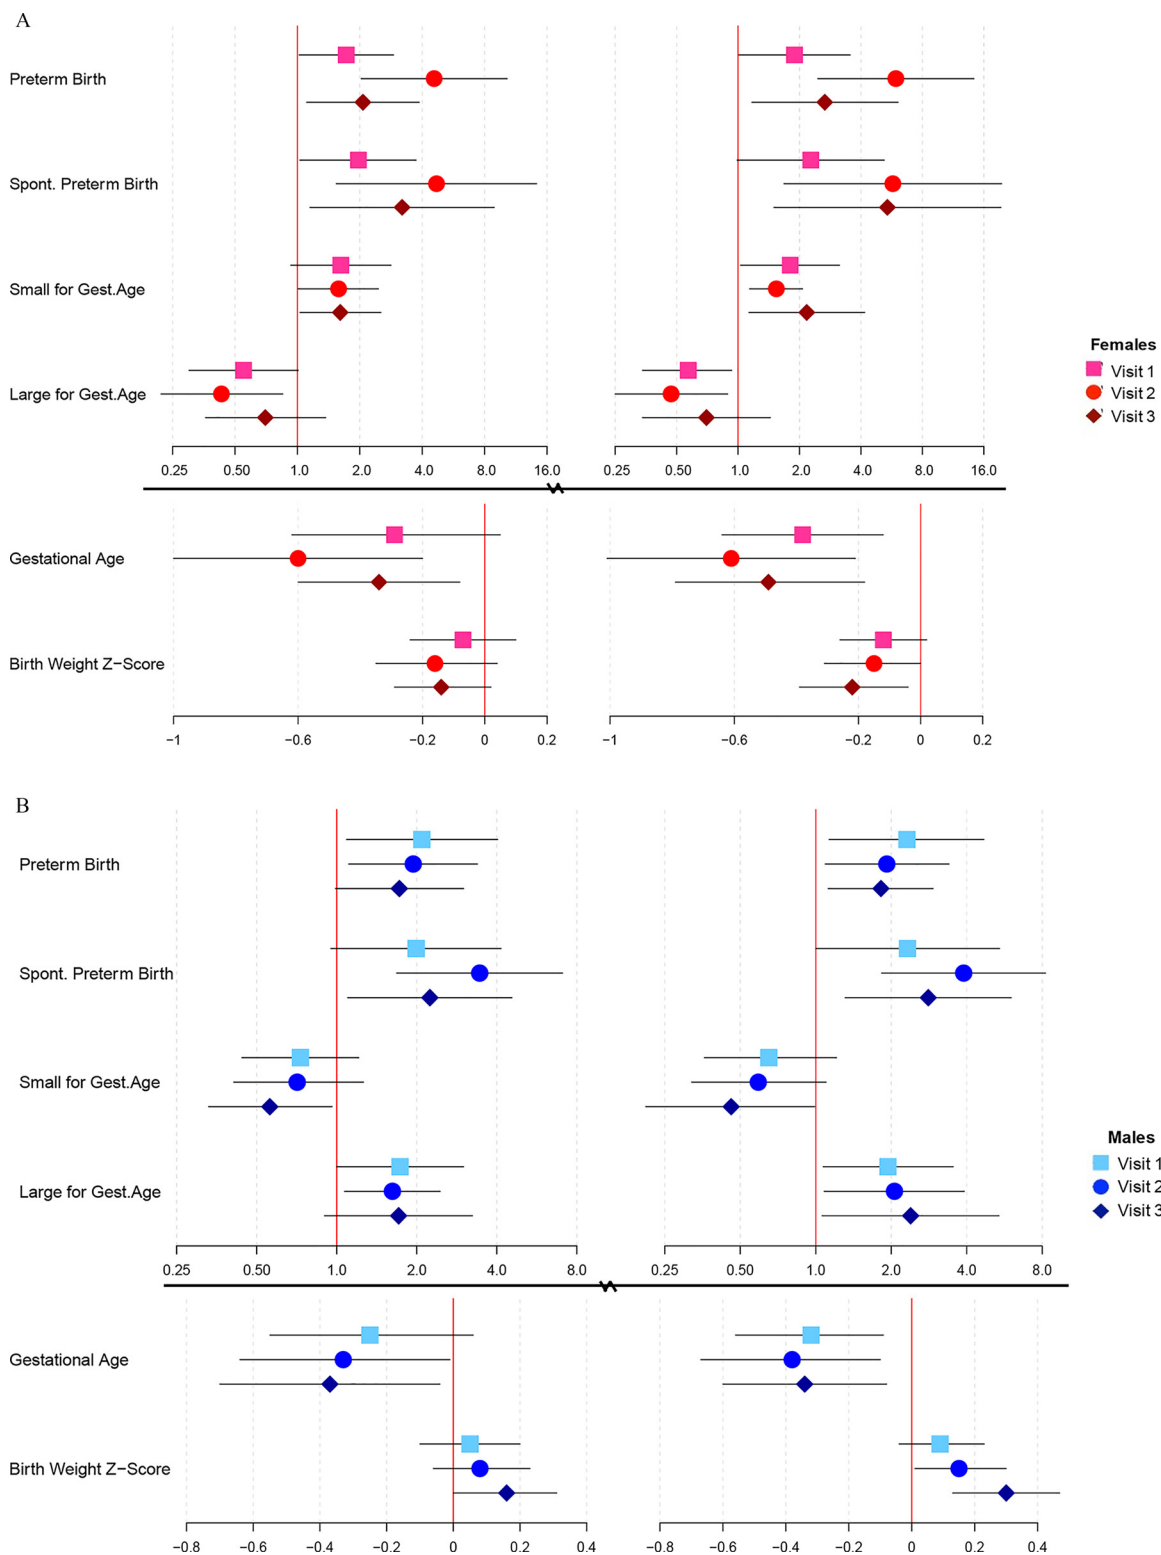 A
Preterm Birth
Spont. Preterm Birth
Small for Gest.Age
Large for Gest.Age
Females
Visit 1
Visit 2
Visit 3
0.25 0.50 1.0 2.0 4.0 8.0 16.0 0.25 0.50 1.0 2.0 4.0 8.0 16.0
Gestational Age
Birth Weight Z−Score
−1 −0.6 −0.2 0 0.2 −1 −0.6 −0.2 0 0.2
B
Preterm Birth
Spont. Preterm Birth
Small for Gest.Age
Large for Gest.Age
Males
Visit 1
Visit 2
Visit 3
0.25 0.50 1.0 2.0 4.0 8.0 0.25 0.50 1.0 2.0 4.0 8.0
Gestational Age
Birth Weight Z−Score
−0.8 −0.6 −0.4 −0.2 0 0.2 0.4 −0.8 −0.6 −0.4 −0.2 0 0.2 0.4